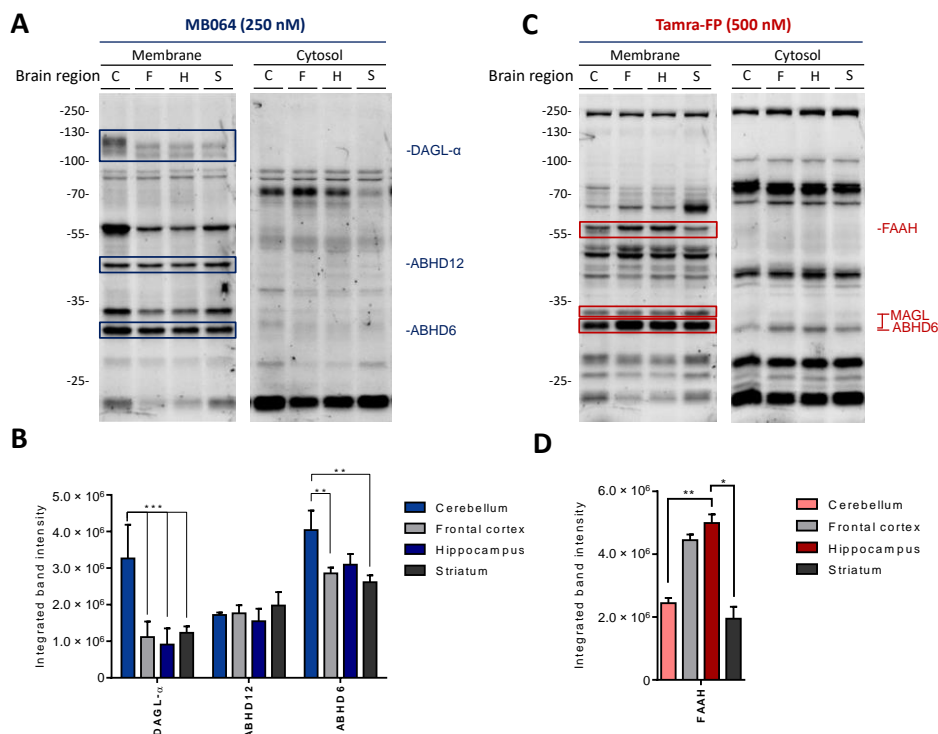 A
MB064 (250 nM)
Membrane
Cytosol
Brain region
C F H S
C F H S
-250-
-130-
-100-
-70-
-55-
-35-
-25-
-DAGL-α
-ABHD12
-ABHD6
C
Tamra-FP (500 nM)
Membrane
Cytosol
Brain region
C F H S
C F H S
-250-
-130-
-100-
-70-
-55-
-35-
-25-
-FAAH
MAGL
ABHD6
B
Integrated band intensity
5.0 × 10⁶
4.0 × 10⁶
3.0 × 10⁶
2.0 × 10⁶
1.0 × 10⁶
0
***
**
**
DAGL-α
ABHD12
ABHD6
Cerebellum
Frontal cortex
Hippocampus
Striatum
D
Integrated band intensity
6 × 10⁶
4 × 10⁶
2 × 10⁶
0
**
*
FAAH
Cerebellum
Frontal cortex
Hippocampus
Striatum